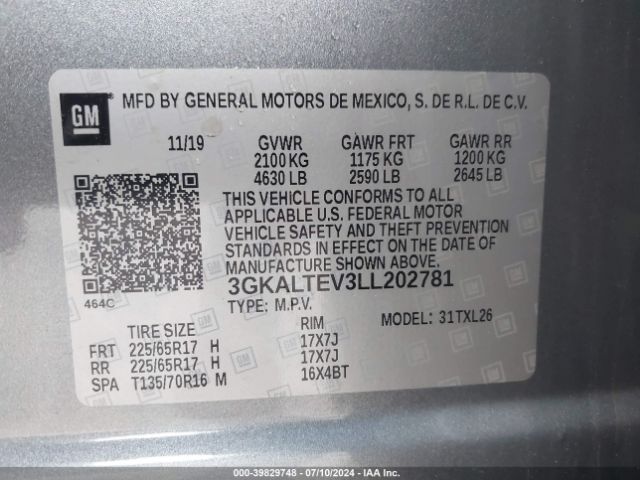 GM MFD BY GENERAL MOTORS DE MEXICO, S. DE R.L. DE C.V.
11/19 GVWR GAWR FRT GAWR RR
2100 KG 1175 KG 1200 KG
4630 LB 2590 LB 2645 LB
THIS VEHICLE CONFORMS TO ALL
APPLICABLE U.S. FEDERAL MOTOR
VEHICLE SAFETY AND THEFT PREVENTION
STANDARDS IN EFFECT ON THE DATE OF
MANUFACTURE SHOWN ABOVE.
464C
3GKALTEV3LL202781
TYPE: M.P.V.
MODEL: 31TXL26
TIRE SIZE RIM
FRT 225/65R17 H 17X7J
RR 225/65R17 H 17X7J
SPA T135/70R16 M 16X4BT
000-39829748 - 07/10/2024 - IAA Inc.